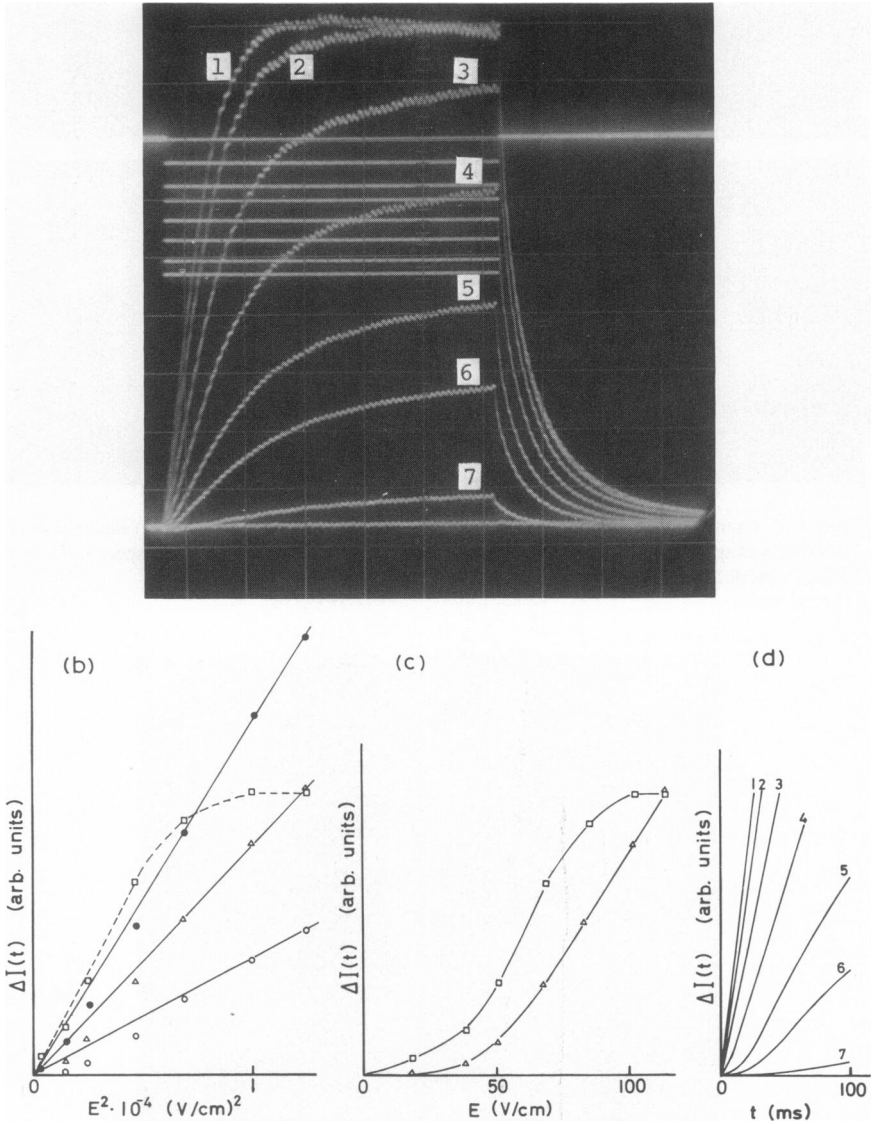 1
2
3
4
5
6
7
(b)
ΔI(t) (arb. units)
1
E²·10⁻⁴ (V/cm)²
(c)
ΔI(t) (arb. units)
50
100
E (V/cm)
(d)
ΔI(t) (arb. units)
1 2 3
4
5
6
7
0
100
t (ms)
0
0